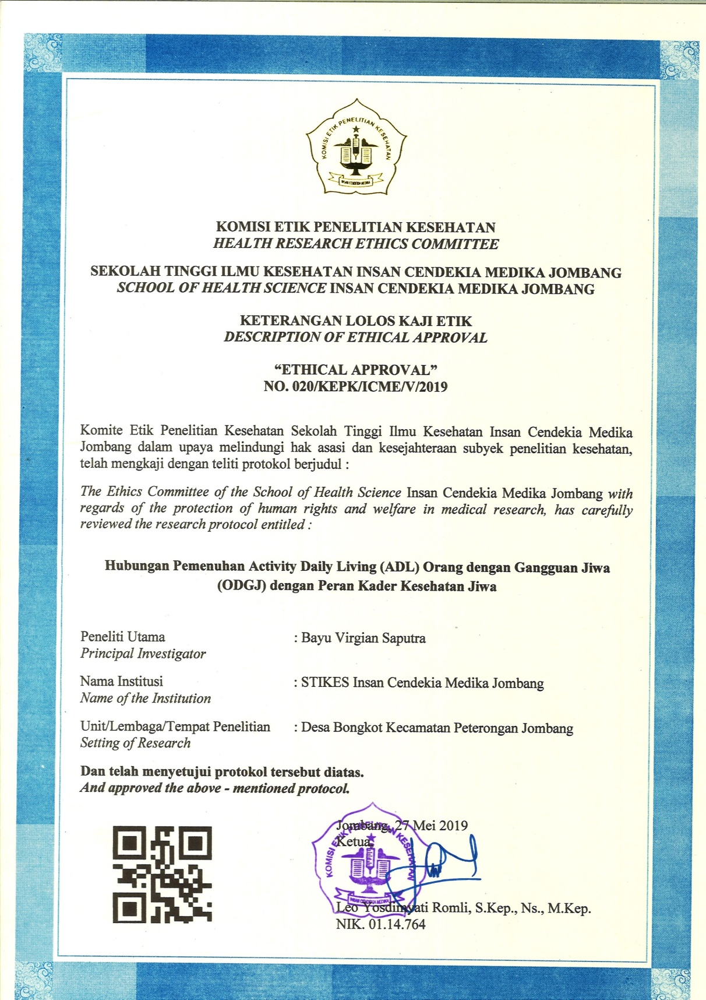 KOMISI ETIK PENELITIAN KESEHATAN
INSAN CENDEKIA MEDIKA
KOMISI ETIK PENELITIAN KESEHATAN
HEALTH RESEARCH ETHICS COMMITTEE
SEKOLAH TINGGI ILMU KESEHATAN INSAN CENDEKIA MEDIKA JOMBANG
SCHOOL OF HEALTH SCIENCE INSAN CENDEKIA MEDIKA JOMBANG
KETERANGAN LOLOS KAJI ETIK
DESCRIPTION OF ETHICAL APPROVAL
“ETHICAL APPROVAL”
NO. 020/KEPK/ICME/V/2019
Komite Etik Penelitian Kesehatan Sekolah Tinggi Ilmu Kesehatan Insan Cendekia Medika
Jombang dalam upaya melindungi hak asasi dan kesejahteraan subyek penelitian kesehatan,
telah mengkaji dengan teliti protokol berjudul :
The Ethics Committee of the School of Health Science Insan Cendekia Medika Jombang with
regards of the protection of human rights and welfare in medical research, has carefully
reviewed the research protocol entitled :
Hubungan Pemenuhan Activity Daily Living (ADL) Orang dengan Gangguan Jiwa
(ODGJ) dengan Peran Kader Kesehatan Jiwa
Peneliti Utama : Bayu Virgian Saputra
Principal Investigator
Nama Institusi : STIKES Insan Cendekia Medika Jombang
Name of the Institution
Unit/Lembaga/Tempat Penelitian : Desa Bongkot Kecamatan Peterongan Jombang
Setting of Research
Dan telah menyetujui protokol tersebut diatas.
And approved the above - mentioned protocol.
Jombang, 27 Mei 2019
Ketua,
KOMISI ETIK PENELITIAN KESEHATAN
INSAN CENDEKIA MEDIKA
Leo Yosdimyati Romli, S.Kep., Ns., M.Kep.
NIK. 01.14.764